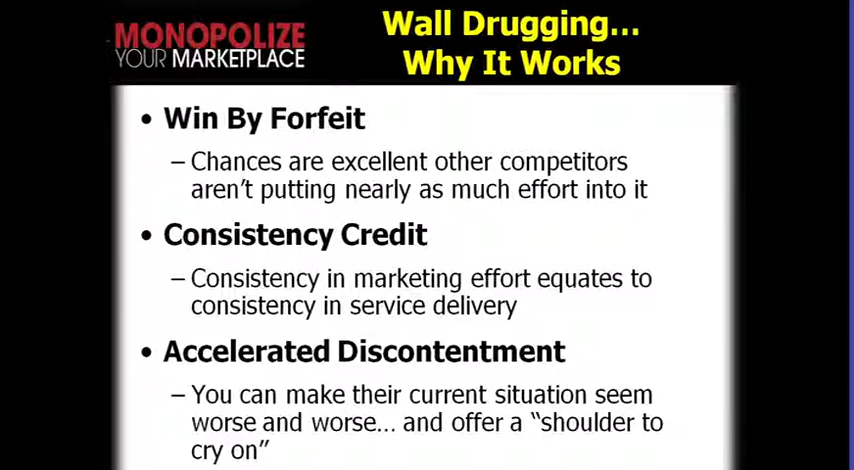 MONOPOLIZE
YOUR MARKETPLACE
Wall Drugging...
Why It Works
• Win By Forfeit
– Chances are excellent other competitors
aren't putting nearly as much effort into it
• Consistency Credit
– Consistency in marketing effort equates to
consistency in service delivery
• Accelerated Discontentment
– You can make their current situation seem
worse and worse... and offer a “shoulder to
cry on”